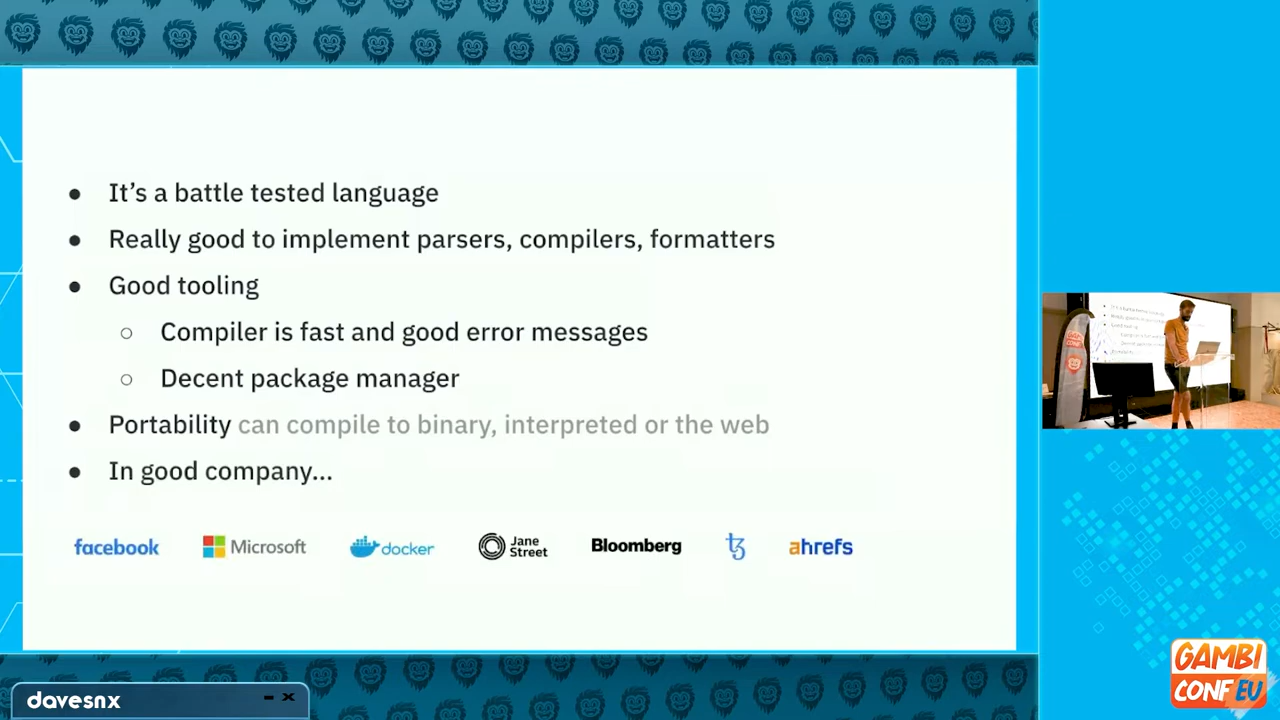 It's a battle tested language
Really good to implement parsers, compilers, formatters
Good tooling
Compiler is fast and good error messages
Decent package manager
Portability can compile to binary, interpreted or the web
In good company...
facebook
Microsoft
docker
Jane
Street
Bloomberg
ahrefs
davesnx
GAMBI
CONF EU